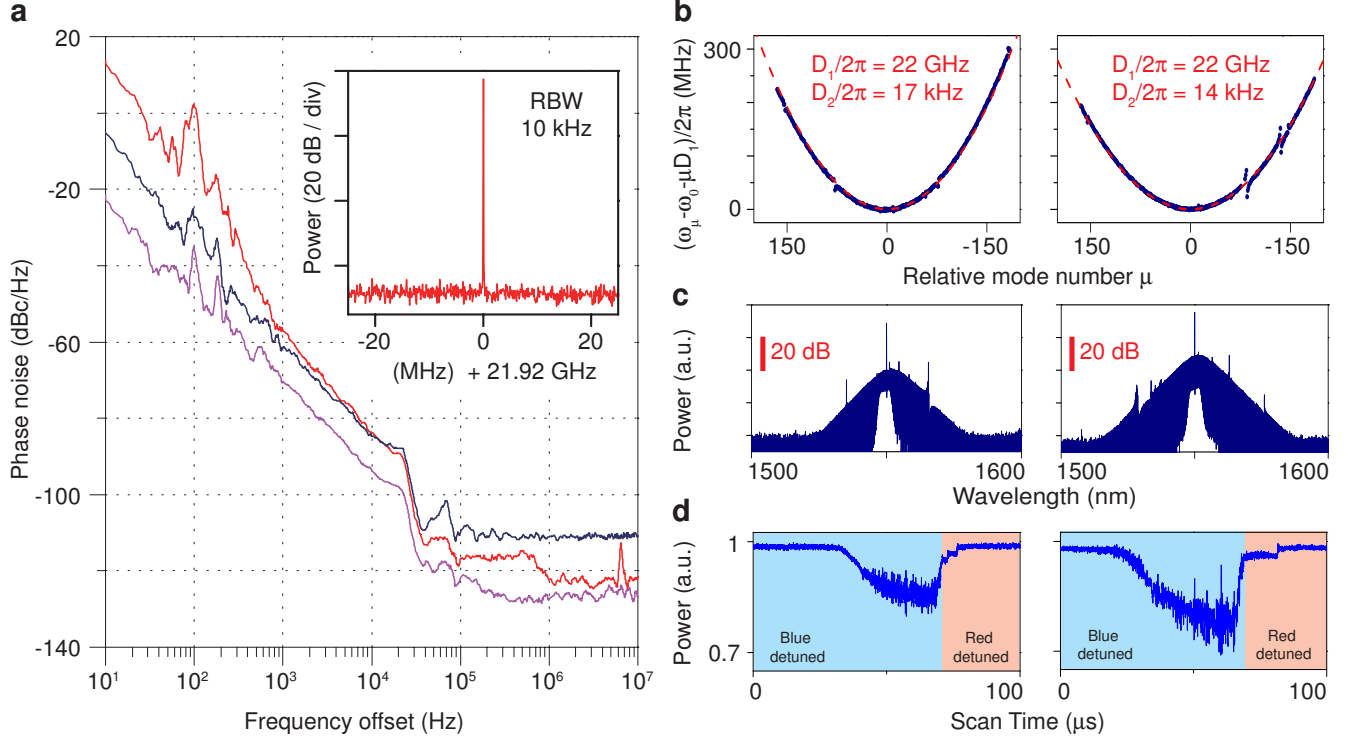 a
20
-20
-60
-100
-140
Phase noise (dBc/Hz)
10¹
10²
10³
10⁴
10⁵
10⁶
10⁷
Frequency offset (Hz)
RBW
10 kHz
Power (20 dB / div)
-20
0
20
(MHz) + 21.92 GHz
b
(ω_μ-ω_0-μD_1)/2π (MHz)
300
0
D₁/2π = 22 GHz
D₂/2π = 17 kHz
150
0
-150
D₁/2π = 22 GHz
D₂/2π = 14 kHz
150
0
-150
Relative mode number μ
c
Power (a.u.)
20 dB
20 dB
1500
1600
1500
1600
Wavelength (nm)
d
Power (a.u.)
1
0.7
Blue
detuned
Red
detuned
Blue
detuned
Red
detuned
0
100
0
100
Scan Time (μs)